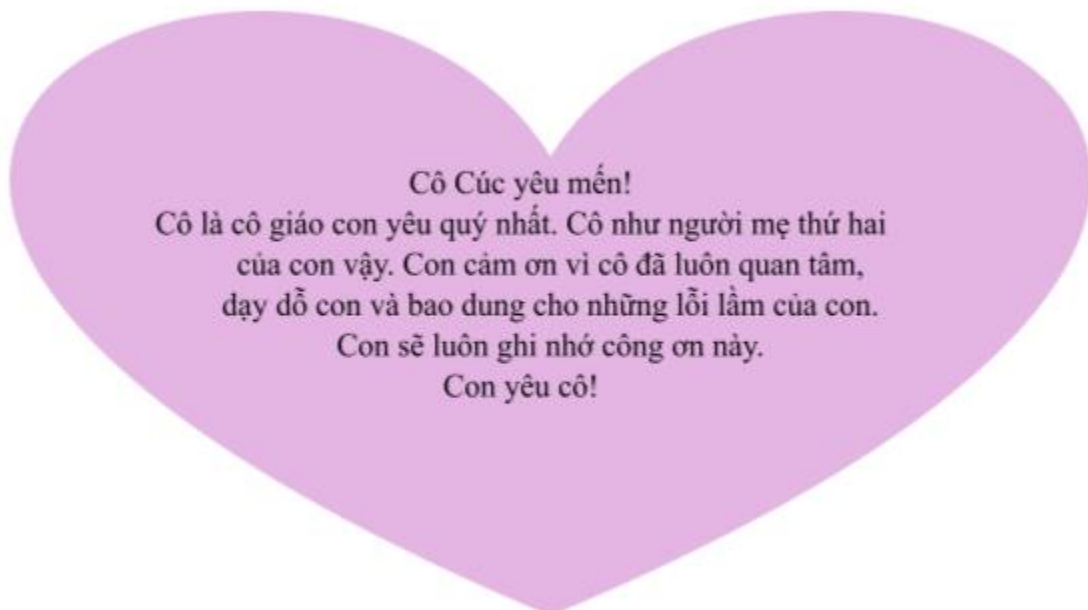 Cô Cúc yêu mến!
Cô là cô giáo con yêu quý nhất. Cô như người mẹ thứ hai
của con vậy. Con cảm ơn vì cô đã luôn quan tâm,
dạy dỗ con và bao dung cho những lỗi lầm của con.
Con sẽ luôn ghi nhớ công ơn này.
Con yêu cô!